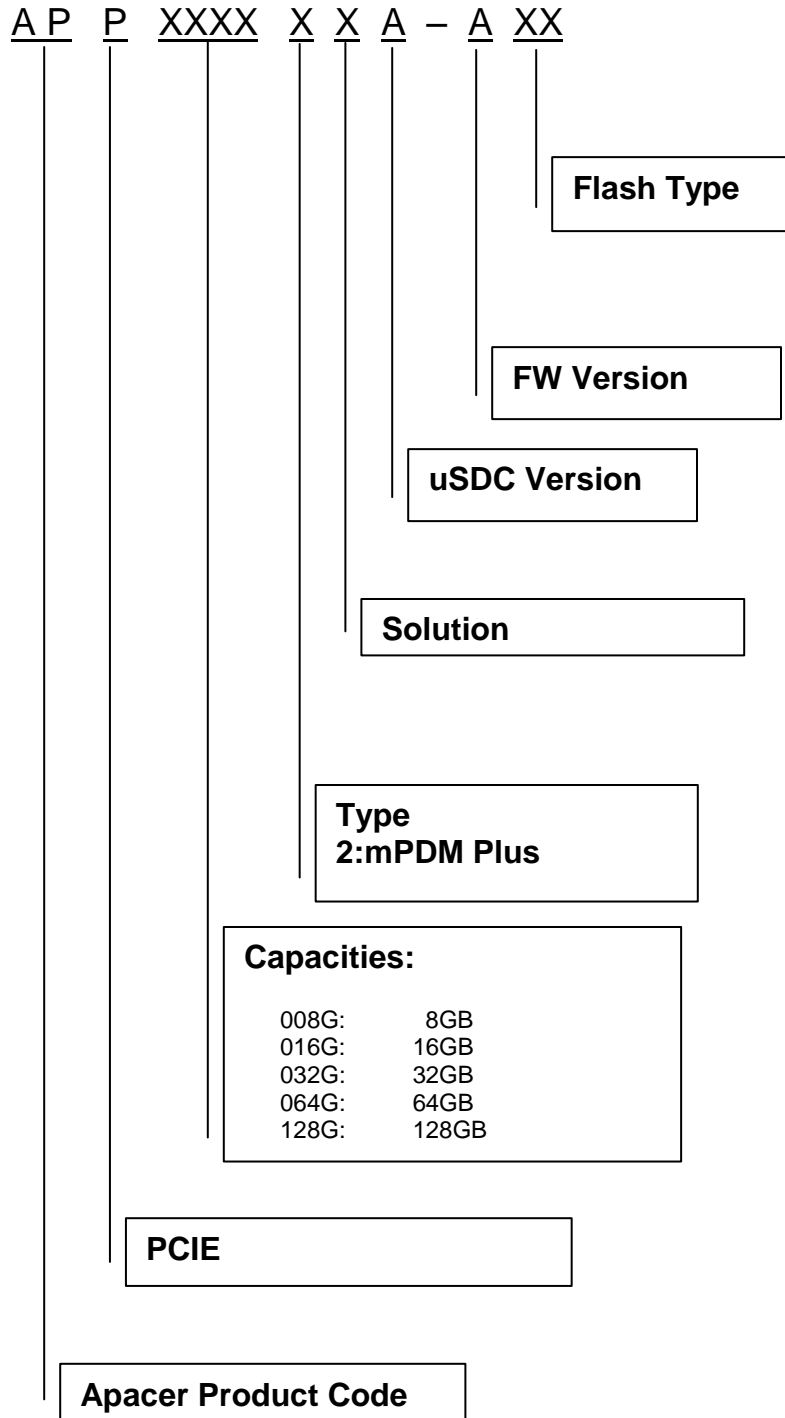 AP P XXXX X X A – A XX
Flash Type
FW Version
uSDC Version
Solution
Type
2:mPDM Plus
Capacities:
008G: 8GB
016G: 16GB
032G: 32GB
064G: 64GB
128G: 128GB
PCIE
Apacer Product Code